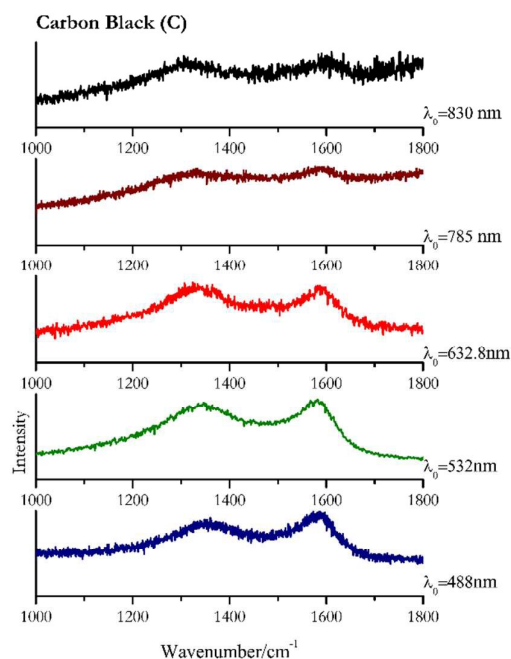 Carbon Black (C)
1000 1200 1400 1600 1800
λ₀=830 nm
1000 1200 1400 1600 1800
λ₀=785 nm
1000 1200 1400 1600 1800
λ₀=632.8nm
Intensity
1000 1200 1400 1600 1800
λ₀=532nm
1000 1200 1400 1600 1800
λ₀=488nm
Wavenumber/cm⁻¹